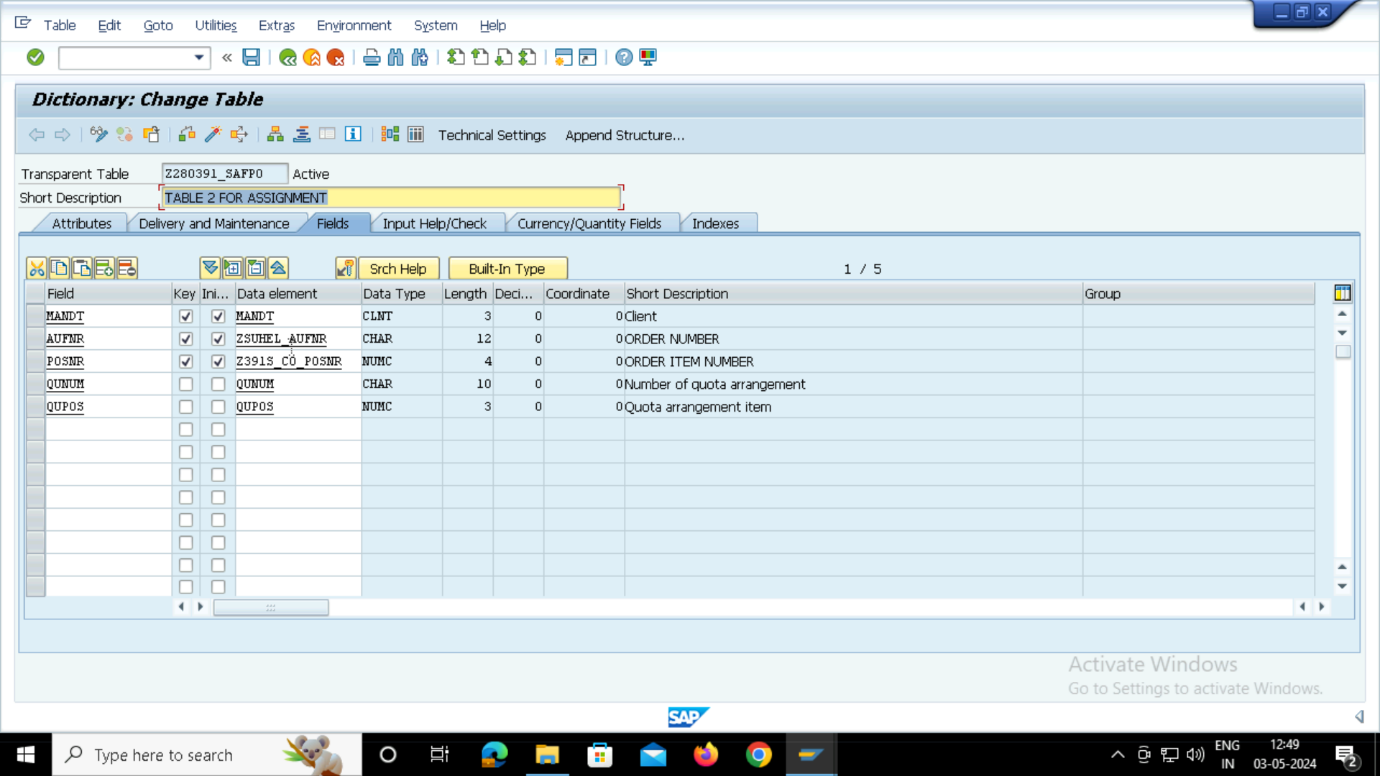 Table Edit Goto Utilities Extras Environment System Help
Dictionary: Change Table
Technical Settings Append Structure...
Transparent Table Z280391_SAFPO Active
Short Description TABLE 2 FOR ASSIGNMENT
Attributes Delivery and Maintenance Fields Input Help/Check Currency/Quantity Fields Indexes
Srch Help Built-In Type 1 / 5
Field Key Ini... Data element Data Type Length Deci... Coordinate Short Description Group
MANDT MANDT CLNT 3 0 0 Client
AUFNR ZSUHEL_AUFNR CHAR 12 0 0 ORDER NUMBER
POSNR Z391S_CO_POSNR NUMC 4 0 0 ORDER ITEM NUMBER
QUNUM QUNUM CHAR 10 0 0 Number of quota arrangement
QUPOS QUPOS NUMC 3 0 0 Quota arrangement item
Activate Windows
Go to Settings to activate Windows.
SAP
Type here to search
ENG 12:49
IN 03-05-2024 2